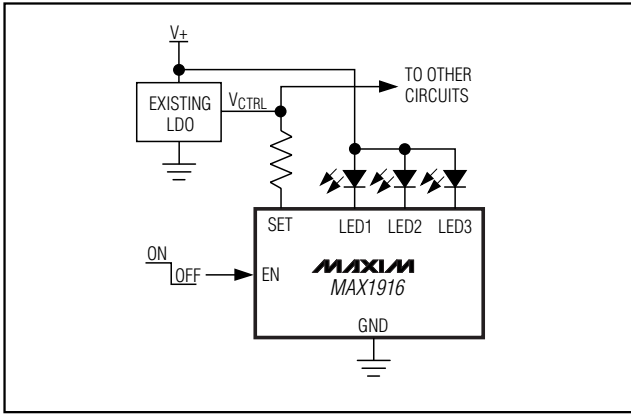 V+
TO OTHER
CIRCUITS
EXISTING
LDO
VCTRL
SET
LED1
LED2
LED3
ON
OFF
EN
MAXIM
MAX1916
GND